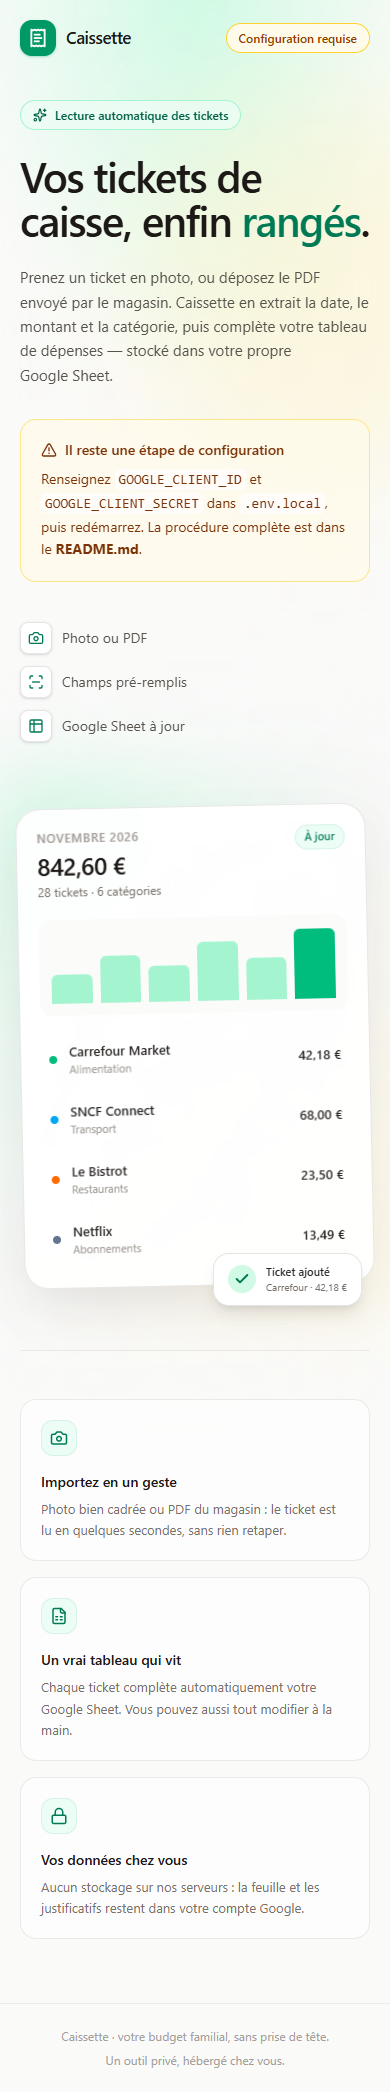 Caissette
Configuration requise
Lecture automatique des tickets
Vos tickets de
caisse, enfin rangés.
Prenez un ticket en photo, ou déposez le PDF
envoyé par le magasin. Caissette en extrait la date, le
montant et la catégorie, puis complète votre tableau
de dépenses — stocké dans votre propre
Google Sheet.
Il reste une étape de configuration
Renseignez GOOGLE_CLIENT_ID et
GOOGLE_CLIENT_SECRET dans .env.local,
puis redémarrez. La procédure complète est dans
le README.md.
Photo ou PDF
Champs pré-remplis
Google Sheet à jour
NOVEMBRE 2026
À jour
842,60 €
28 tickets · 6 catégories
Carrefour Market
42,18 €
Alimentation
SNCF Connect
68,00 €
Transport
Le Bistrot
23,50 €
Restaurants
Netflix
13,49 €
Abonnements
Ticket ajouté
Carrefour · 42,18 €
Importez en un geste
Photo bien cadrée ou PDF du magasin : le ticket est
lu en quelques secondes, sans rien retaper.
Un vrai tableau qui vit
Chaque ticket complète automatiquement votre
Google Sheet. Vous pouvez aussi tout modifier à la
main.
Vos données chez vous
Aucun stockage sur nos serveurs : la feuille et les
justificatifs restent dans votre compte Google.
Caissette · votre budget familial, sans prise de tête.
Un outil privé, hébergé chez vous.